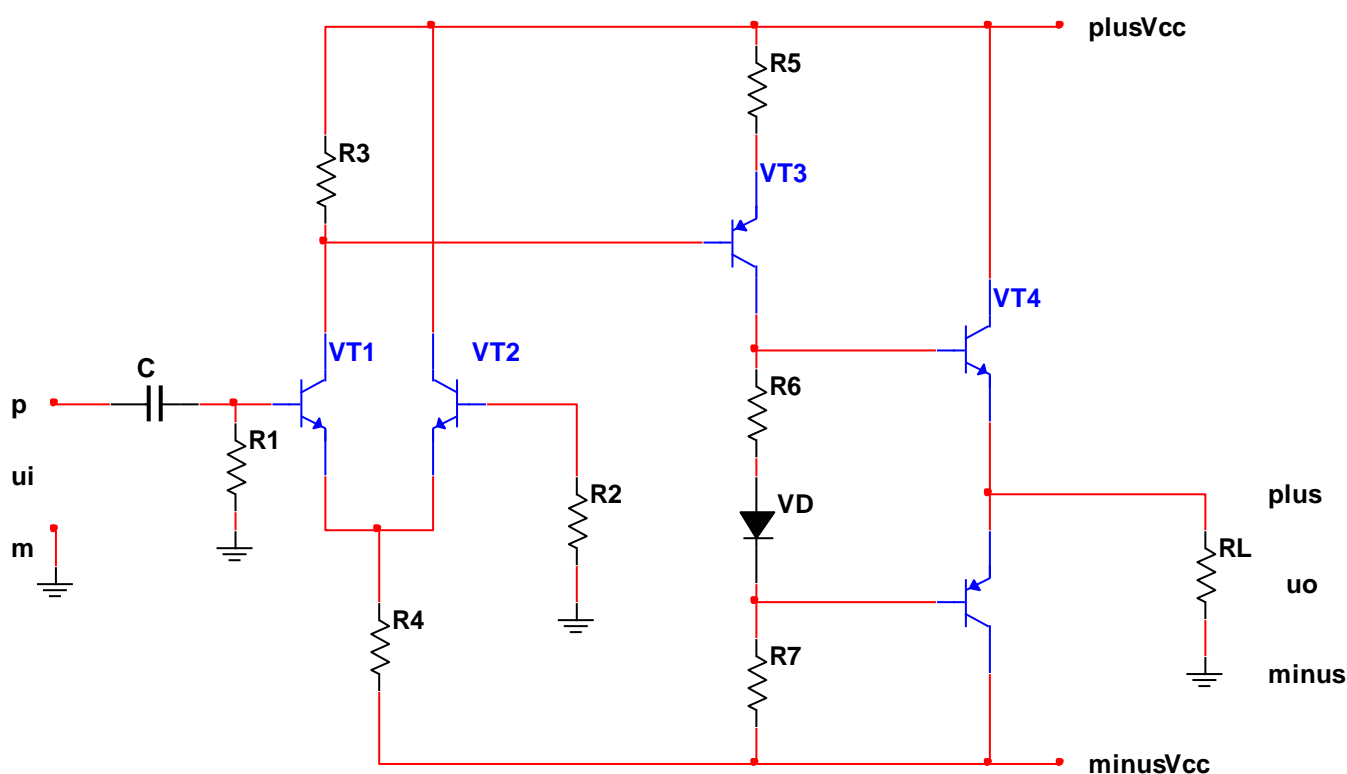 plusVcc
R5
R3
VT3
VT4
VT1
VT2
C
R6
p
R1
ui
R2
VD
plus
m
RL
uo
R4
R7
minus
minusVcc